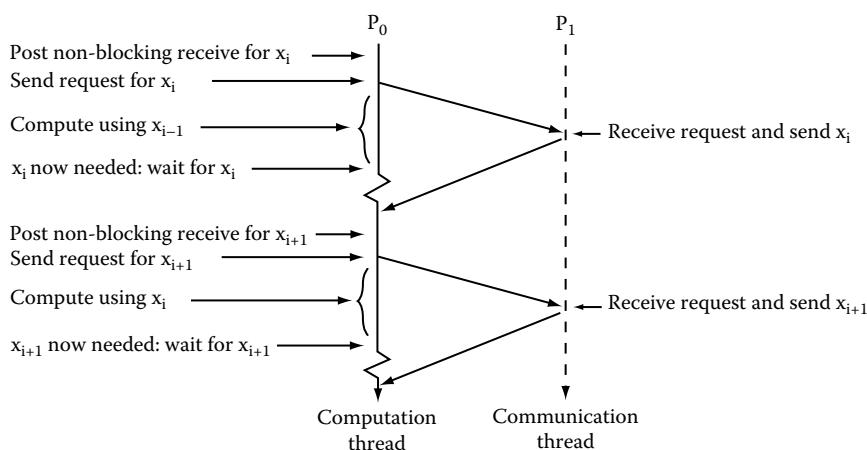 P₀
P₁
Post non-blocking receive for xᵢ
Send request for xᵢ
Compute using xᵢ₋₁
Receive request and send xᵢ
xᵢ now needed: wait for xᵢ
Post non-blocking receive for xᵢ₊₁
Send request for xᵢ₊₁
Compute using xᵢ
Receive request and send xᵢ₊₁
xᵢ₊₁ now needed: wait for xᵢ₊₁
Computation
thread
Communication
thread